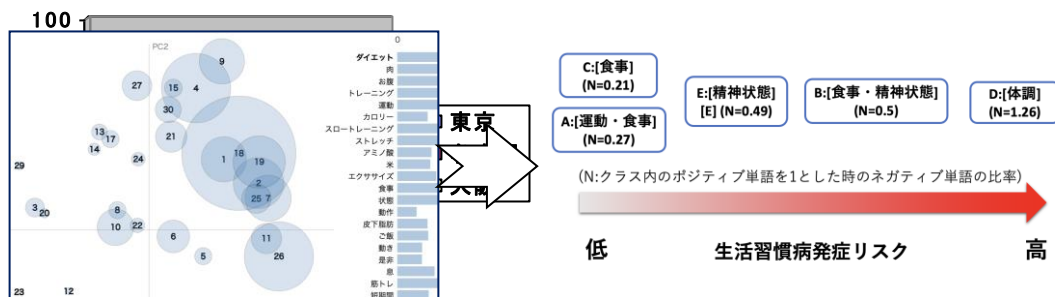 100
PC2
0
9
27
15
4
30
13
17
21
14
24
1
18
19
29
2
25
7
3
20
8
10
22
6
11
5
26
23
12
ダイエット
肉
お腹
トレーニング
運動
カロリー
スロートレーニング
ストレッチ
アミノ酸
米
エクササイズ
食事
状態
動作
皮下脂肪
ご飯
動き
是非
息
筋トレ
短期間
東京
C:[食事]
(N=0.21)
A:[運動・食事]
(N=0.27)
E:[精神状態]
[E] (N=0.49)
B:[食事・精神状態]
(N=0.5)
D:[体調]
(N=1.26)
(N:クラス内のポジティブ単語を1とした時のネガティブ単語の比率)
低 生活習慣病発症リスク 高